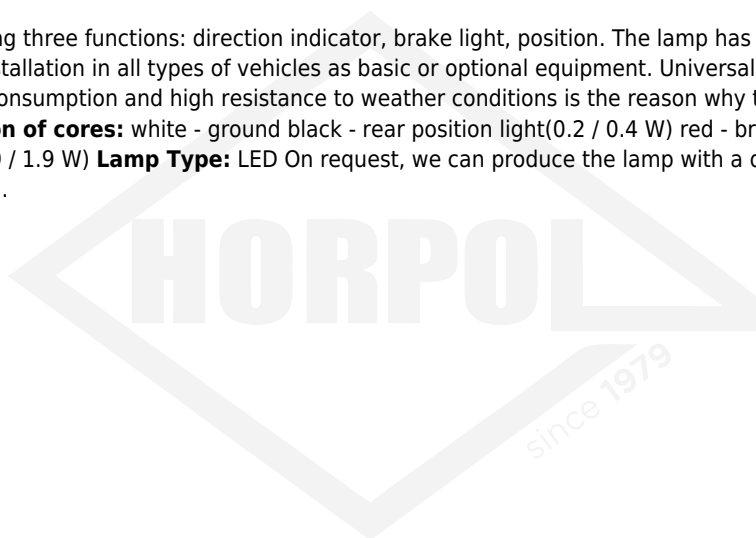 ng three functions: direction indicator, brake light, position. The lamp has
stallation in all types of vehicles as basic or optional equipment. Universal
onsumption and high resistance to weather conditions is the reason why t
on of cores: white - ground black - rear position light(0.2 / 0.4 W) red - br
/ 1.9 W) Lamp Type: LED On request, we can produce the lamp with a
.
HORPOL
since 1979